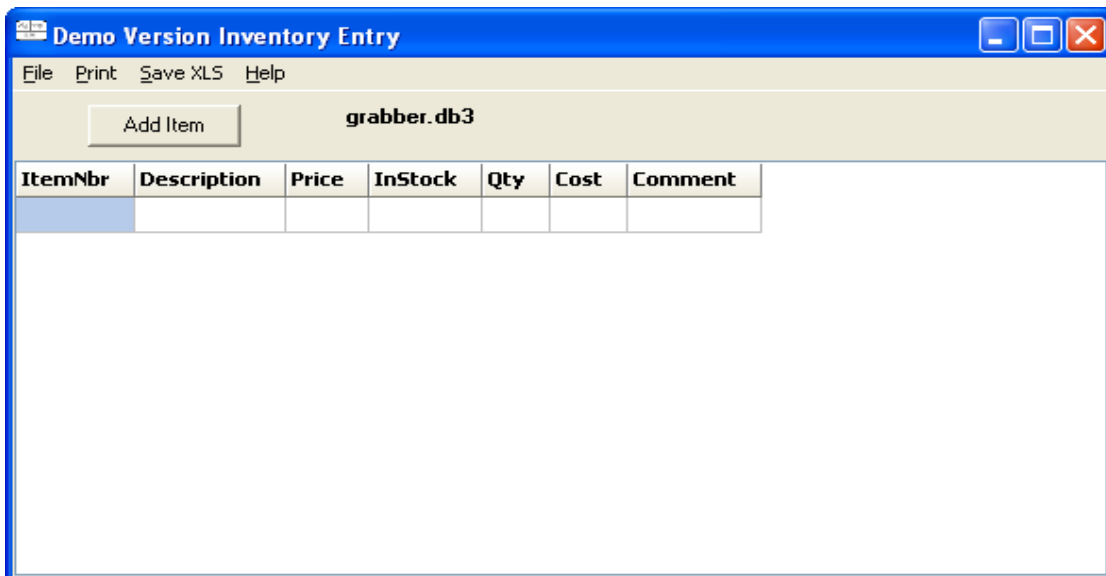 Demo Version Inventory Entry
File Print Save XLS Help
Add Item grabber.db3
ItemNbr Description Price InStock Qty Cost Comment